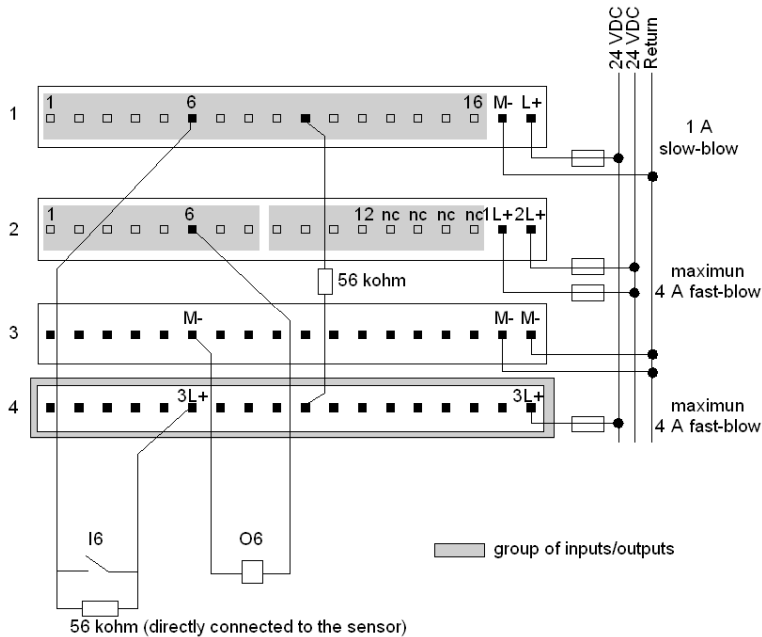 24 VDC
24 VDC
Return
1 6 16 M- L+
1
1 A
slow-blow
1 6 12 nc nc nc nc 1L+ 2L+
2
56 kohm
maximun
4 A fast-blow
M- M- M-
3
3L+ 3L+
4
maximun
4 A fast-blow
I6 O6
group of inputs/outputs
56 kohm (directly connected to the sensor)